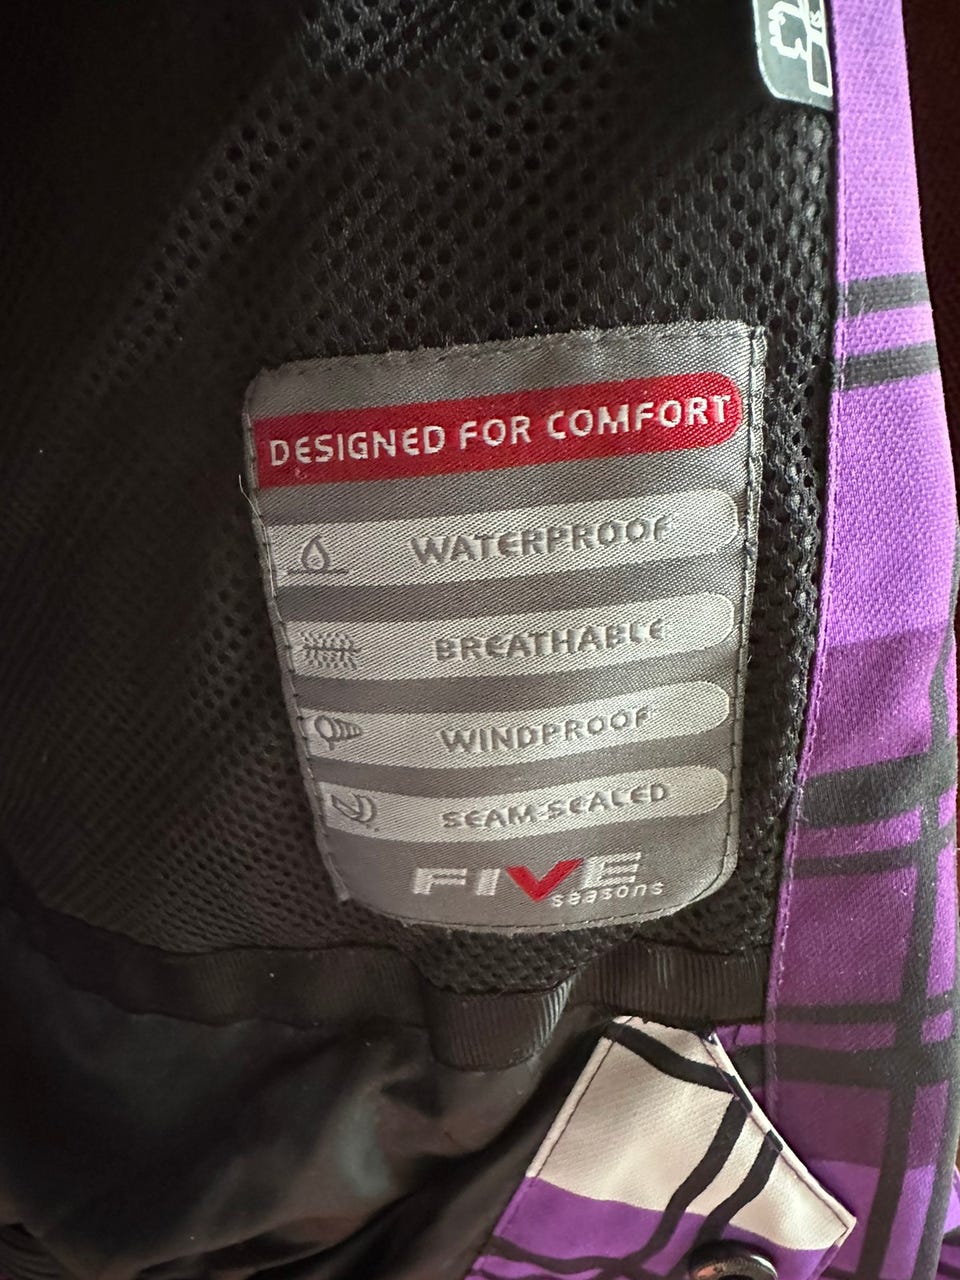 DESIGNED FOR COMFORT
WATERPROOF
BREATHABLE
WINDPROOF
SEAM-SEALED
FIVE
seasons